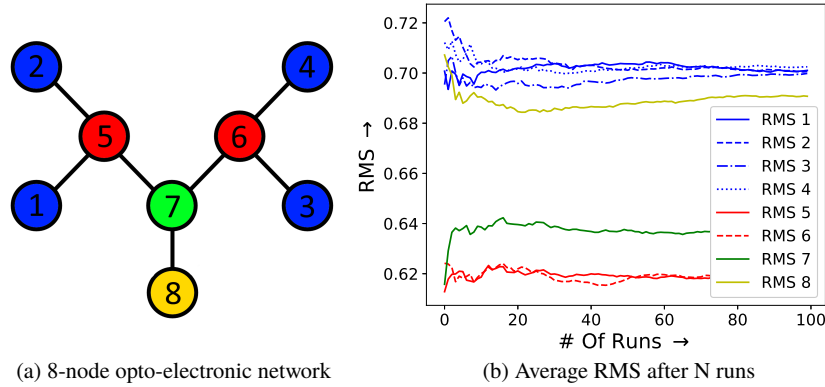 2
4
5
6
1
7
3
8
(a) 8-node opto-electronic network
0.72
0.70
0.68
0.66
0.64
0.62
RMS →
0 20 40 60 80 100
# Of Runs →
RMS 1
RMS 2
RMS 3
RMS 4
RMS 5
RMS 6
RMS 7
RMS 8
(b) Average RMS after N runs